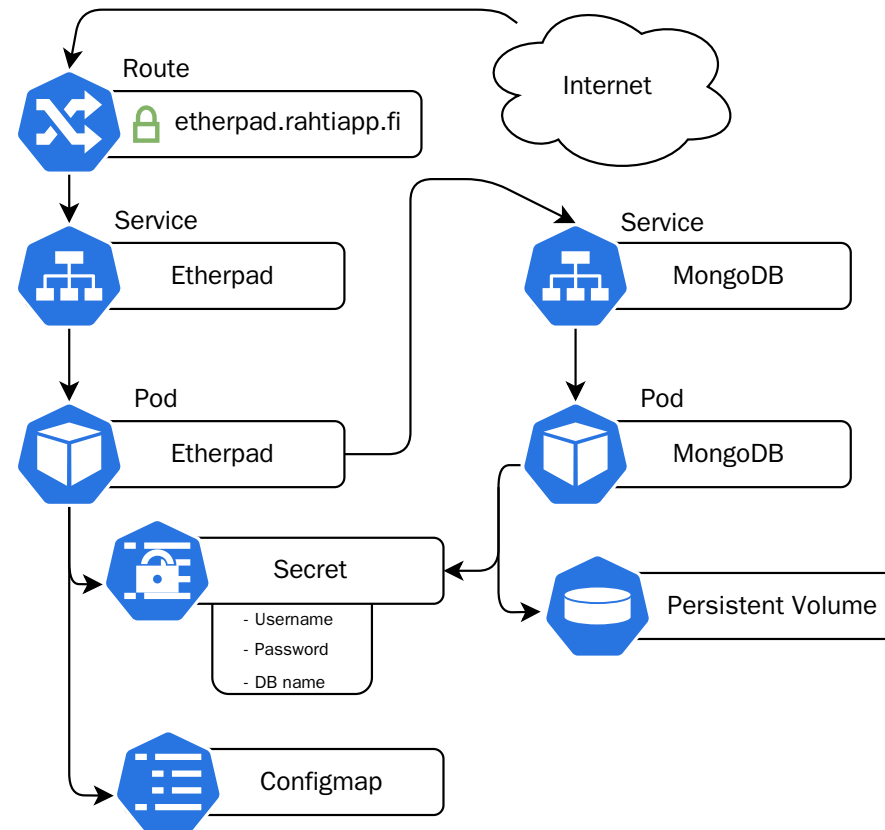 Internet
Route
etherpad.rahtiapp.fi
Service
Etherpad
Service
MongoDB
Pod
Etherpad
Pod
MongoDB
Secret
- Username
- Password
- DB name
Persistent Volume
Configmap